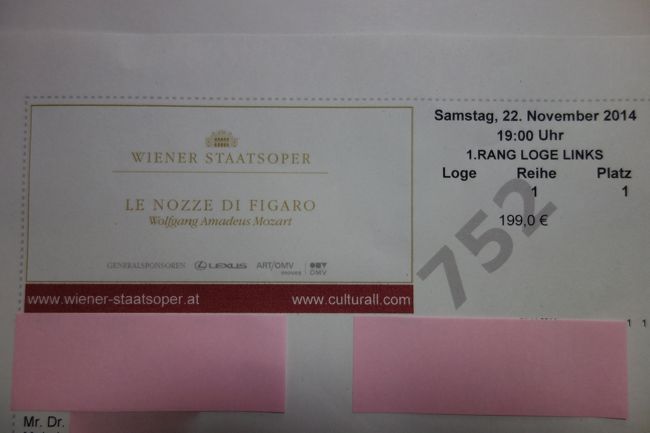 WIENER STAATSOPER
LE NOZZE DI FIGARO
Wolfgang Amadeus Mozart
GENERALSPONSOREN LEXUS ART/OMV OMV
www.wiener-staatsoper.at www.culturall.com
Samstag, 22. November 2014
19:00 Uhr
1.RANG LOGE LINKS
Loge Reihe Platz
1 1
199,0 €
752
1 1
Mr. Dr.